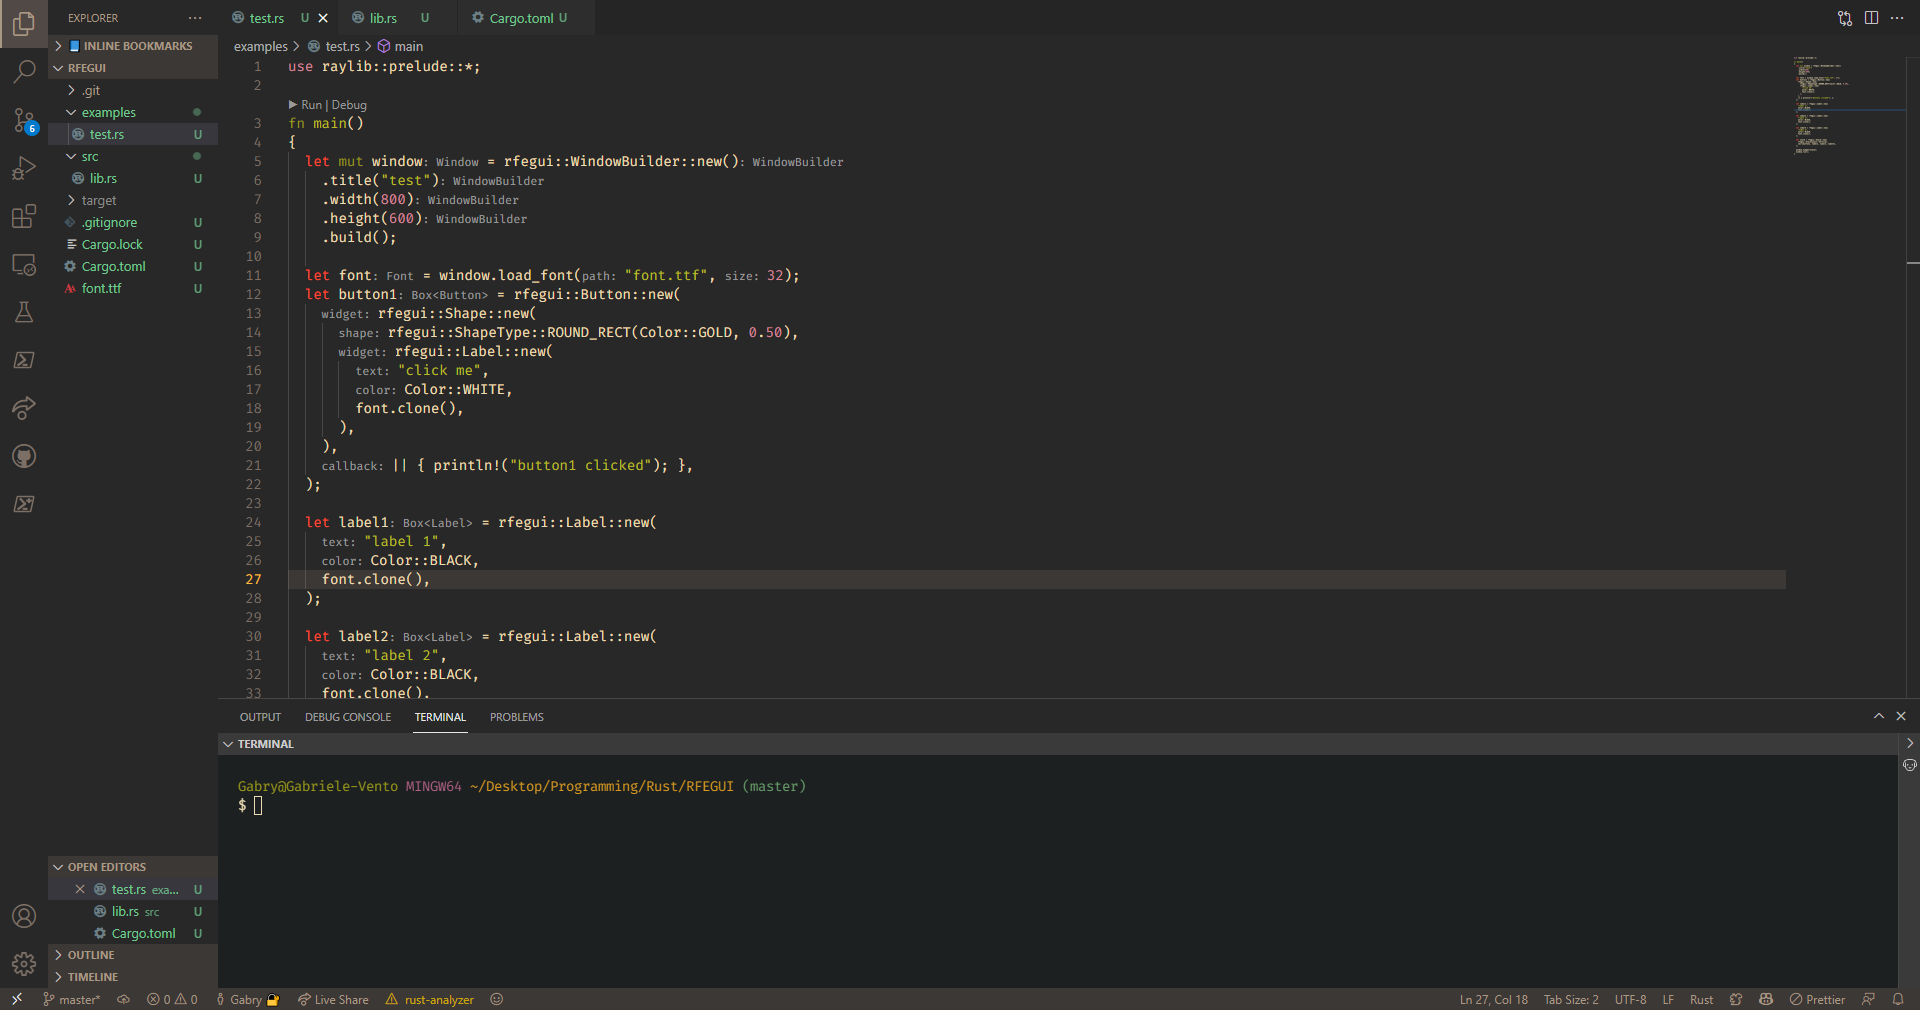 EXPLORER
INLINE BOOKMARKS
RFEGUI
.git
examples
test.rs U
src
lib.rs U
target
.gitignore U
Cargo.lock U
Cargo.toml U
font.ttf U
OPEN EDITORS
test.rs exa... U
lib.rs src U
Cargo.toml U
OUTLINE
TIMELINE
6
test.rs U lib.rs U Cargo.toml U
examples > test.rs > main
1 use raylib::prelude::*;
2
Run | Debug
3 fn main()
4 {
5 let mut window: Window = rfegui::WindowBuilder::new(): WindowBuilder
6 .title("test"): WindowBuilder
7 .width(800): WindowBuilder
8 .height(600): WindowBuilder
9 .build();
10
11 let font: Font = window.load_font(path: "font.ttf", size: 32);
12 let button1: Box<Button> = rfegui::Button::new(
13 widget: rfegui::Shape::new(
14 shape: rfegui::ShapeType::ROUND_RECT(Color::GOLD, 0.50),
15 widget: rfegui::Label::new(
16 text: "click me",
17 color: Color::WHITE,
18 font.clone(),
19 ),
20 ),
21 callback: || { println!("button1 clicked"); },
22 );
23
24 let label1: Box<Label> = rfegui::Label::new(
25 text: "label 1",
26 color: Color::BLACK,
27 font.clone(),
28 );
29
30 let label2: Box<Label> = rfegui::Label::new(
31 text: "label 2",
32 color: Color::BLACK,
33 font.clone(),
OUTPUT DEBUG CONSOLE TERMINAL PROBLEMS
TERMINAL
Gabry@Gabriele-Vento MINGW64 ~/Desktop/Programming/Rust/RFEGUI (master)
$
master* 0 0 Gabry Live Share rust-analyzer Ln 27, Col 18 Tab Size: 2 UTF-8 LF Rust Prettier